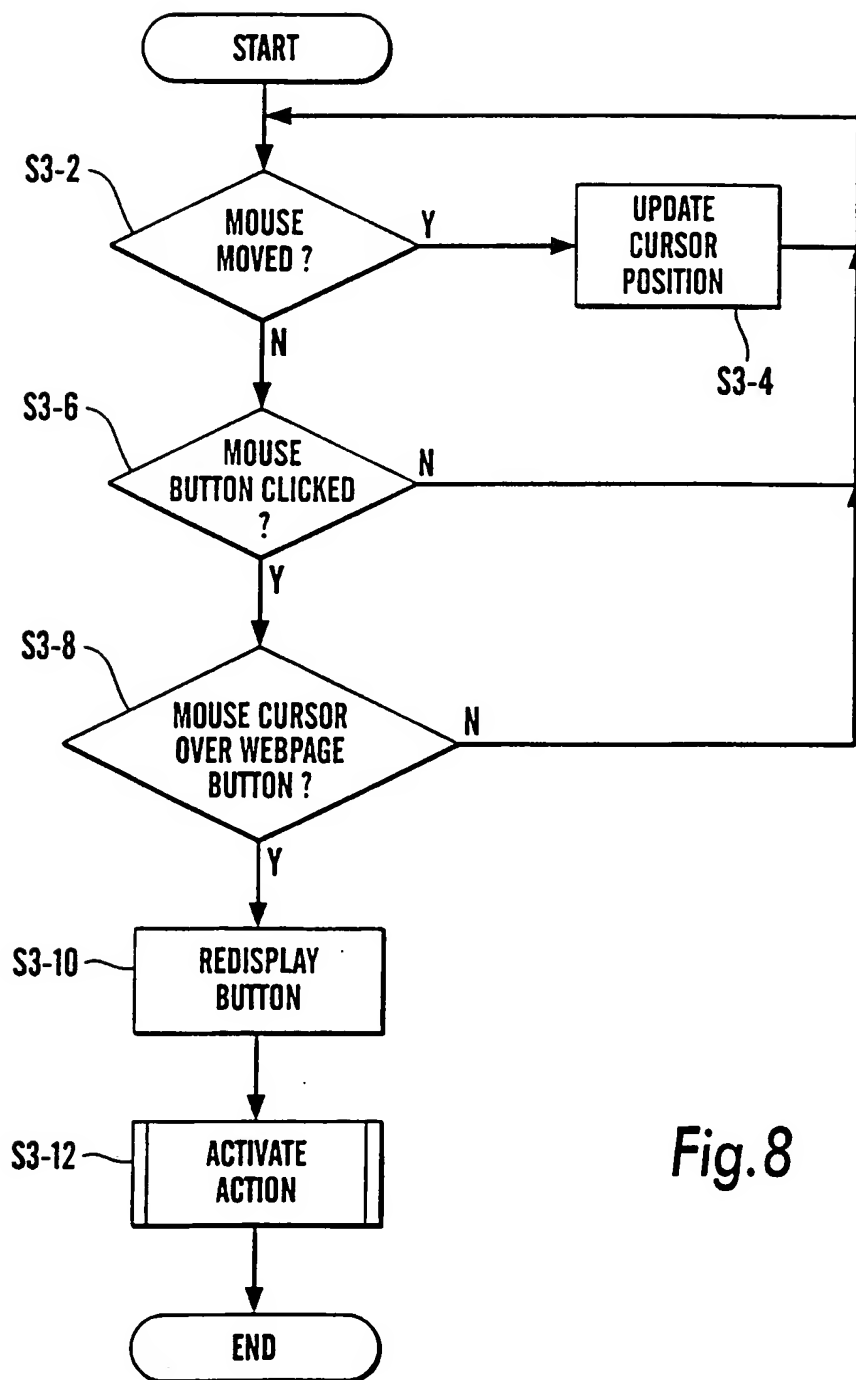 START
S3-2
MOUSE
MOVED ?
Y
UPDATE
CURSOR
POSITION
S3-4
N
S3-6
MOUSE
BUTTON CLICKED
?
N
Y
S3-8
MOUSE CURSOR
OVER WEBPAGE
BUTTON ?
N
Y
S3-10
REDISPLAY
BUTTON
S3-12
ACTIVATE
ACTION
Fig.8
END